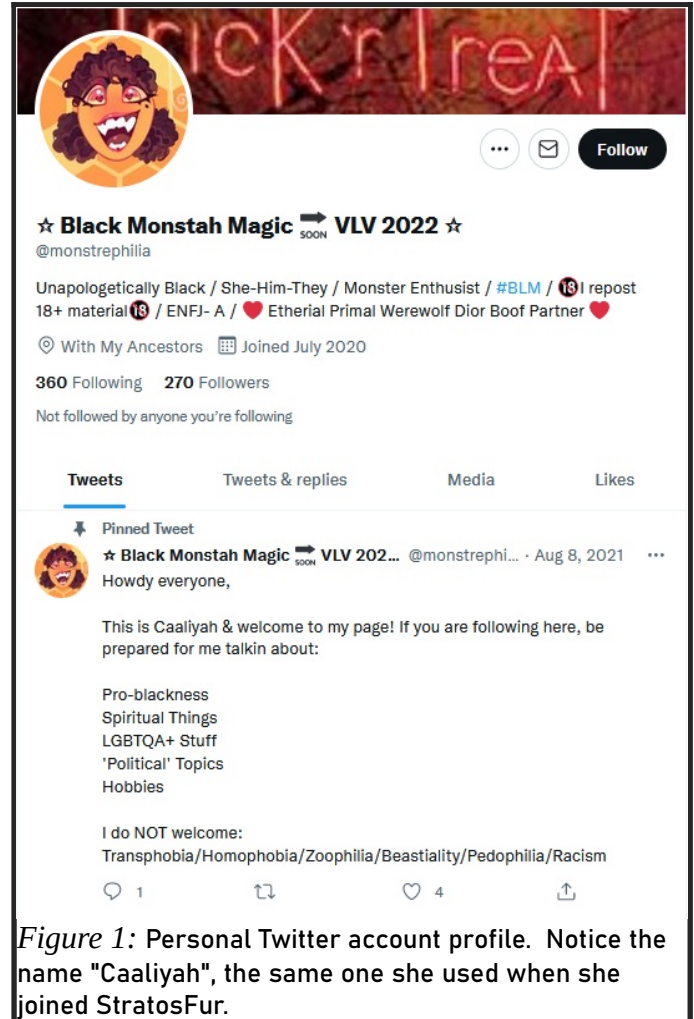 Trick'r Treat
Follow
☆ Black Monstah Magic 🔜 VLV 2022 ☆
@monstrephilia
Unapologetically Black / She-Him-They / Monster Enthusist / #BLM / 🔞I repost
18+ material🔞 / ENFJ- A / ❤️ Etherial Primal Werewolf Dior Boof Partner ❤️
With My Ancestors Joined July 2020
360 Following 270 Followers
Not followed by anyone you're following
Tweets Tweets & replies Media Likes
Pinned Tweet
☆ Black Monstah Magic 🔜 VLV 202... @monstrephi... · Aug 8, 2021 ...
Howdy everyone,
This is Caaliyah & welcome to my page! If you are following here, be
prepared for me talkin about:
Pro-blackness
Spiritual Things
LGBTQA+ Stuff
'Political' Topics
Hobbies
I do NOT welcome:
Transphobia/Homophobia/Zoophilia/Beastiality/Pedophilia/Racism
1 4
Figure 1: Personal Twitter account profile. Notice the
name "Caaliyah", the same one she used when she
joined StratosFur.